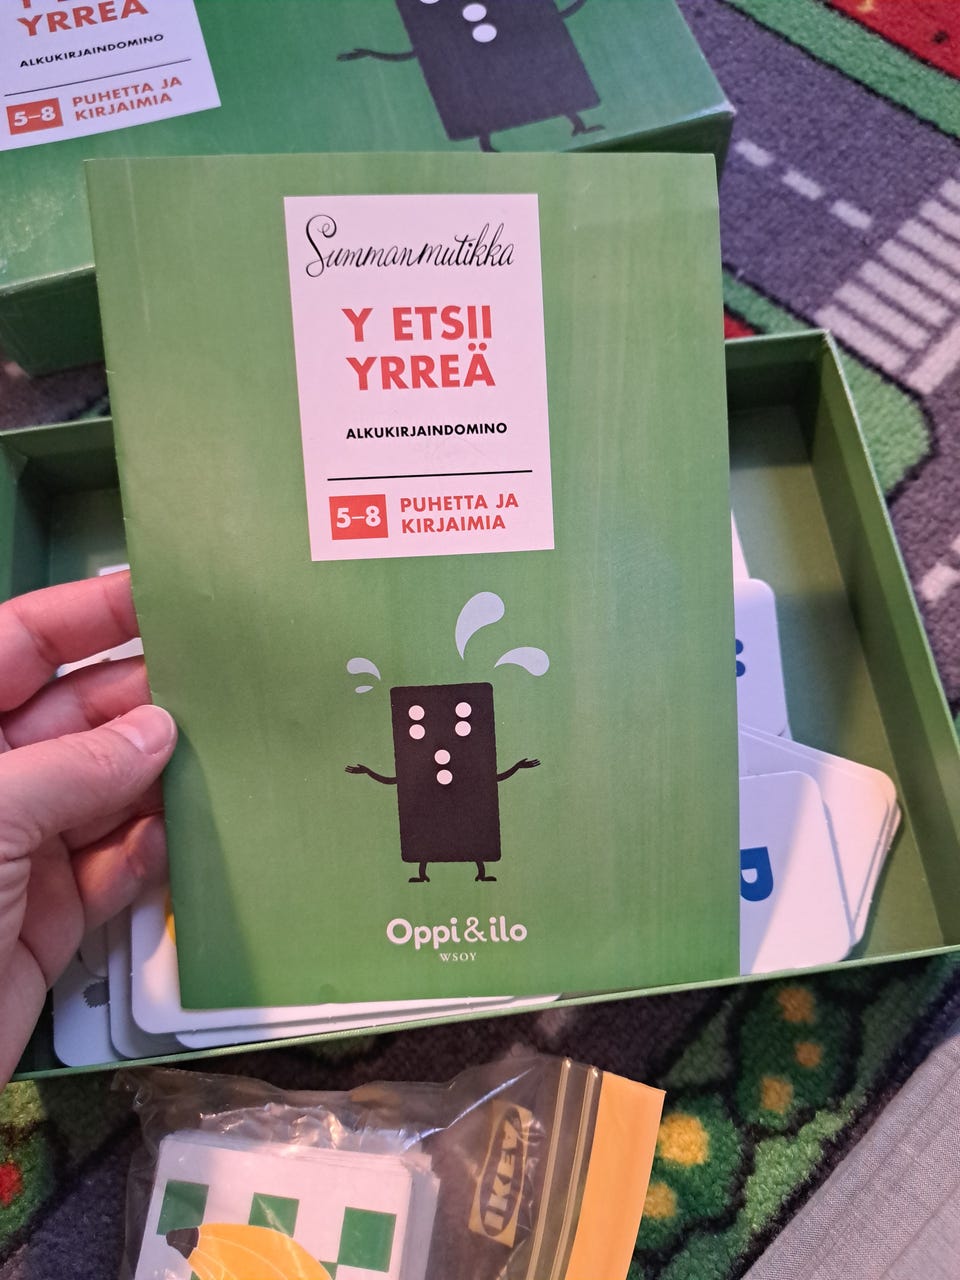 YRREÄ
ALKUKIRJAINDOMINO
5–8 PUHETTA JA
KIRJAIMIA
Summanmutikka
Y ETSII
YRREÄ
ALKUKIRJAINDOMINO
5–8 PUHETTA JA
KIRJAIMIA
Oppi&ilo
WSOY
IKEA